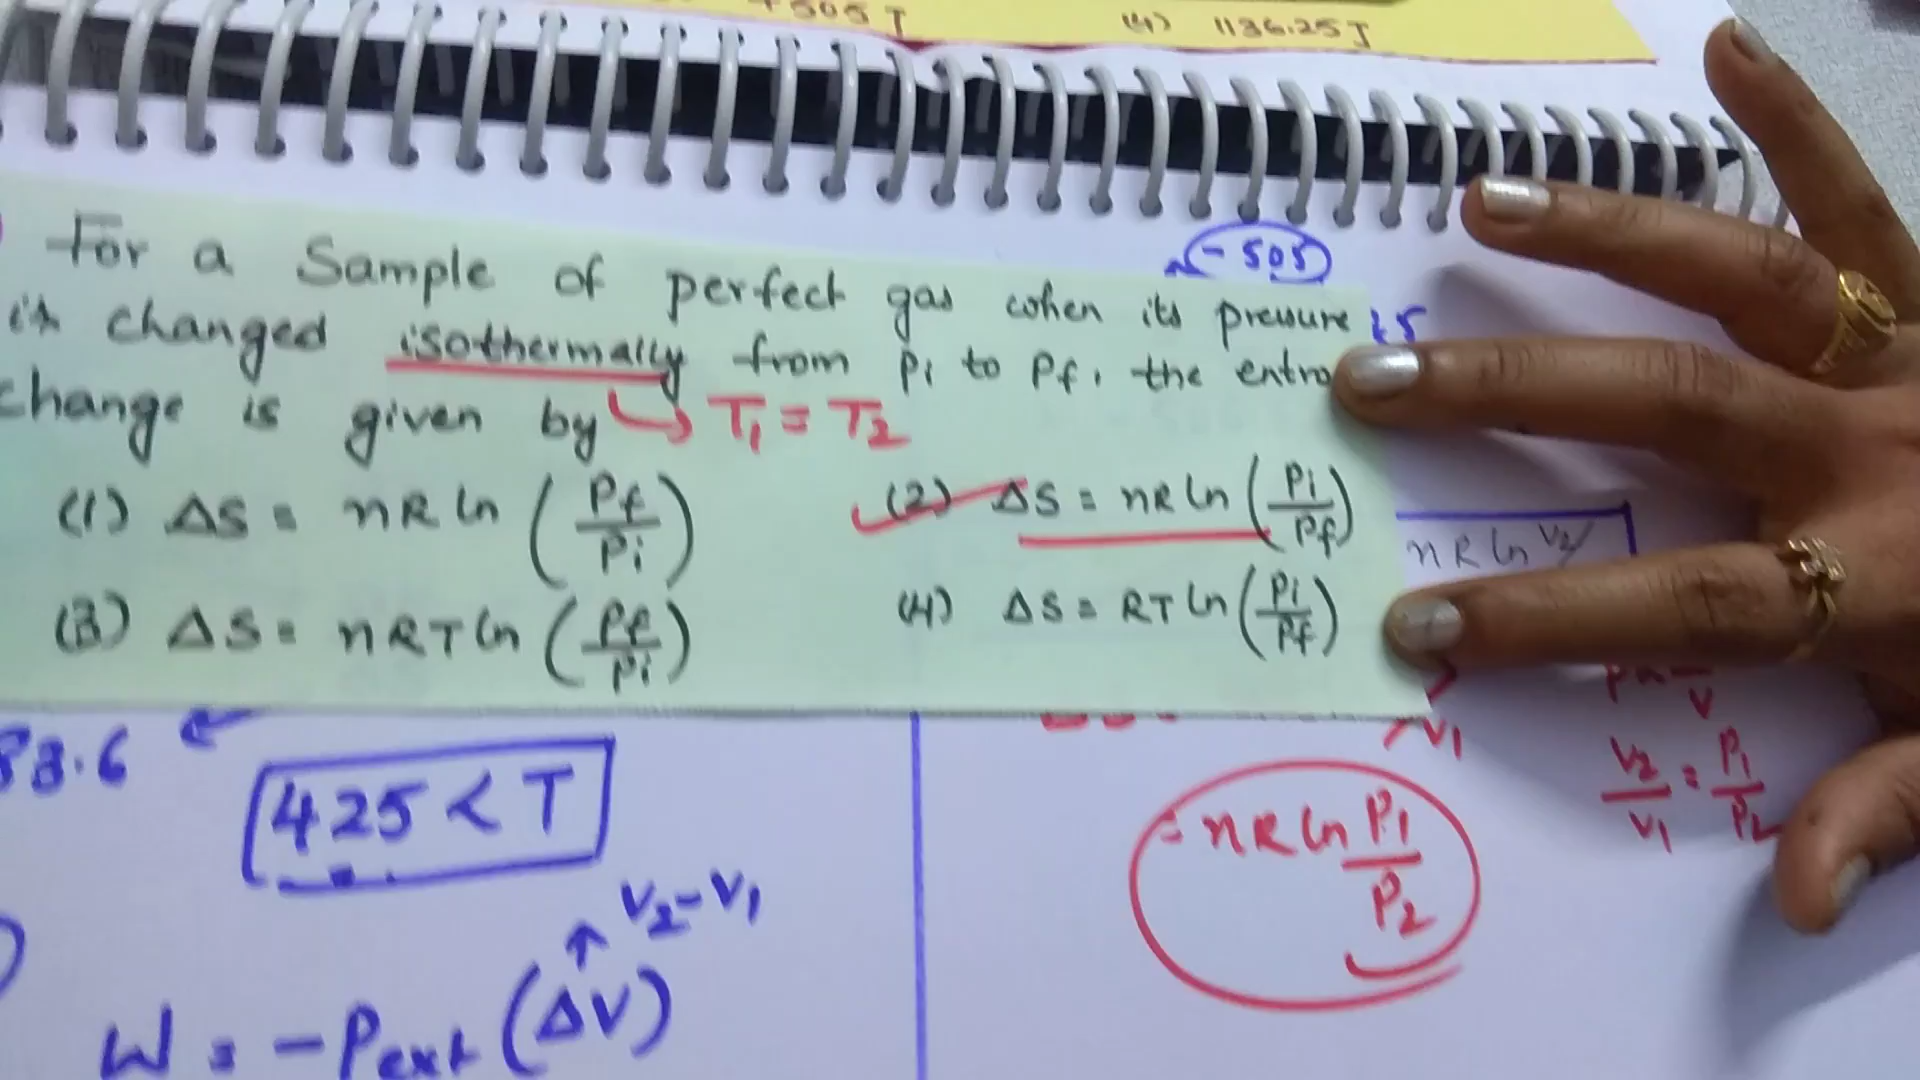 +505 J (4) 1136.25 J
-505
For a Sample of perfect gas when its pressure
is changed isothermally from Pi to Pf, the entro
change is given by T1 = T2
(1) ΔS = nR ln (Pf/Pi) (2) ΔS = nR ln (Pi/Pf)
nR ln V2/
(3) ΔS = nRT ln (Pf/Pi) (4) ΔS = RT ln (Pi/Pf)
V1
83.6
425 < T
V2/V1 = P1/P2
= nR ln P1/P2
V2-V1
W = -Pext (ΔV)